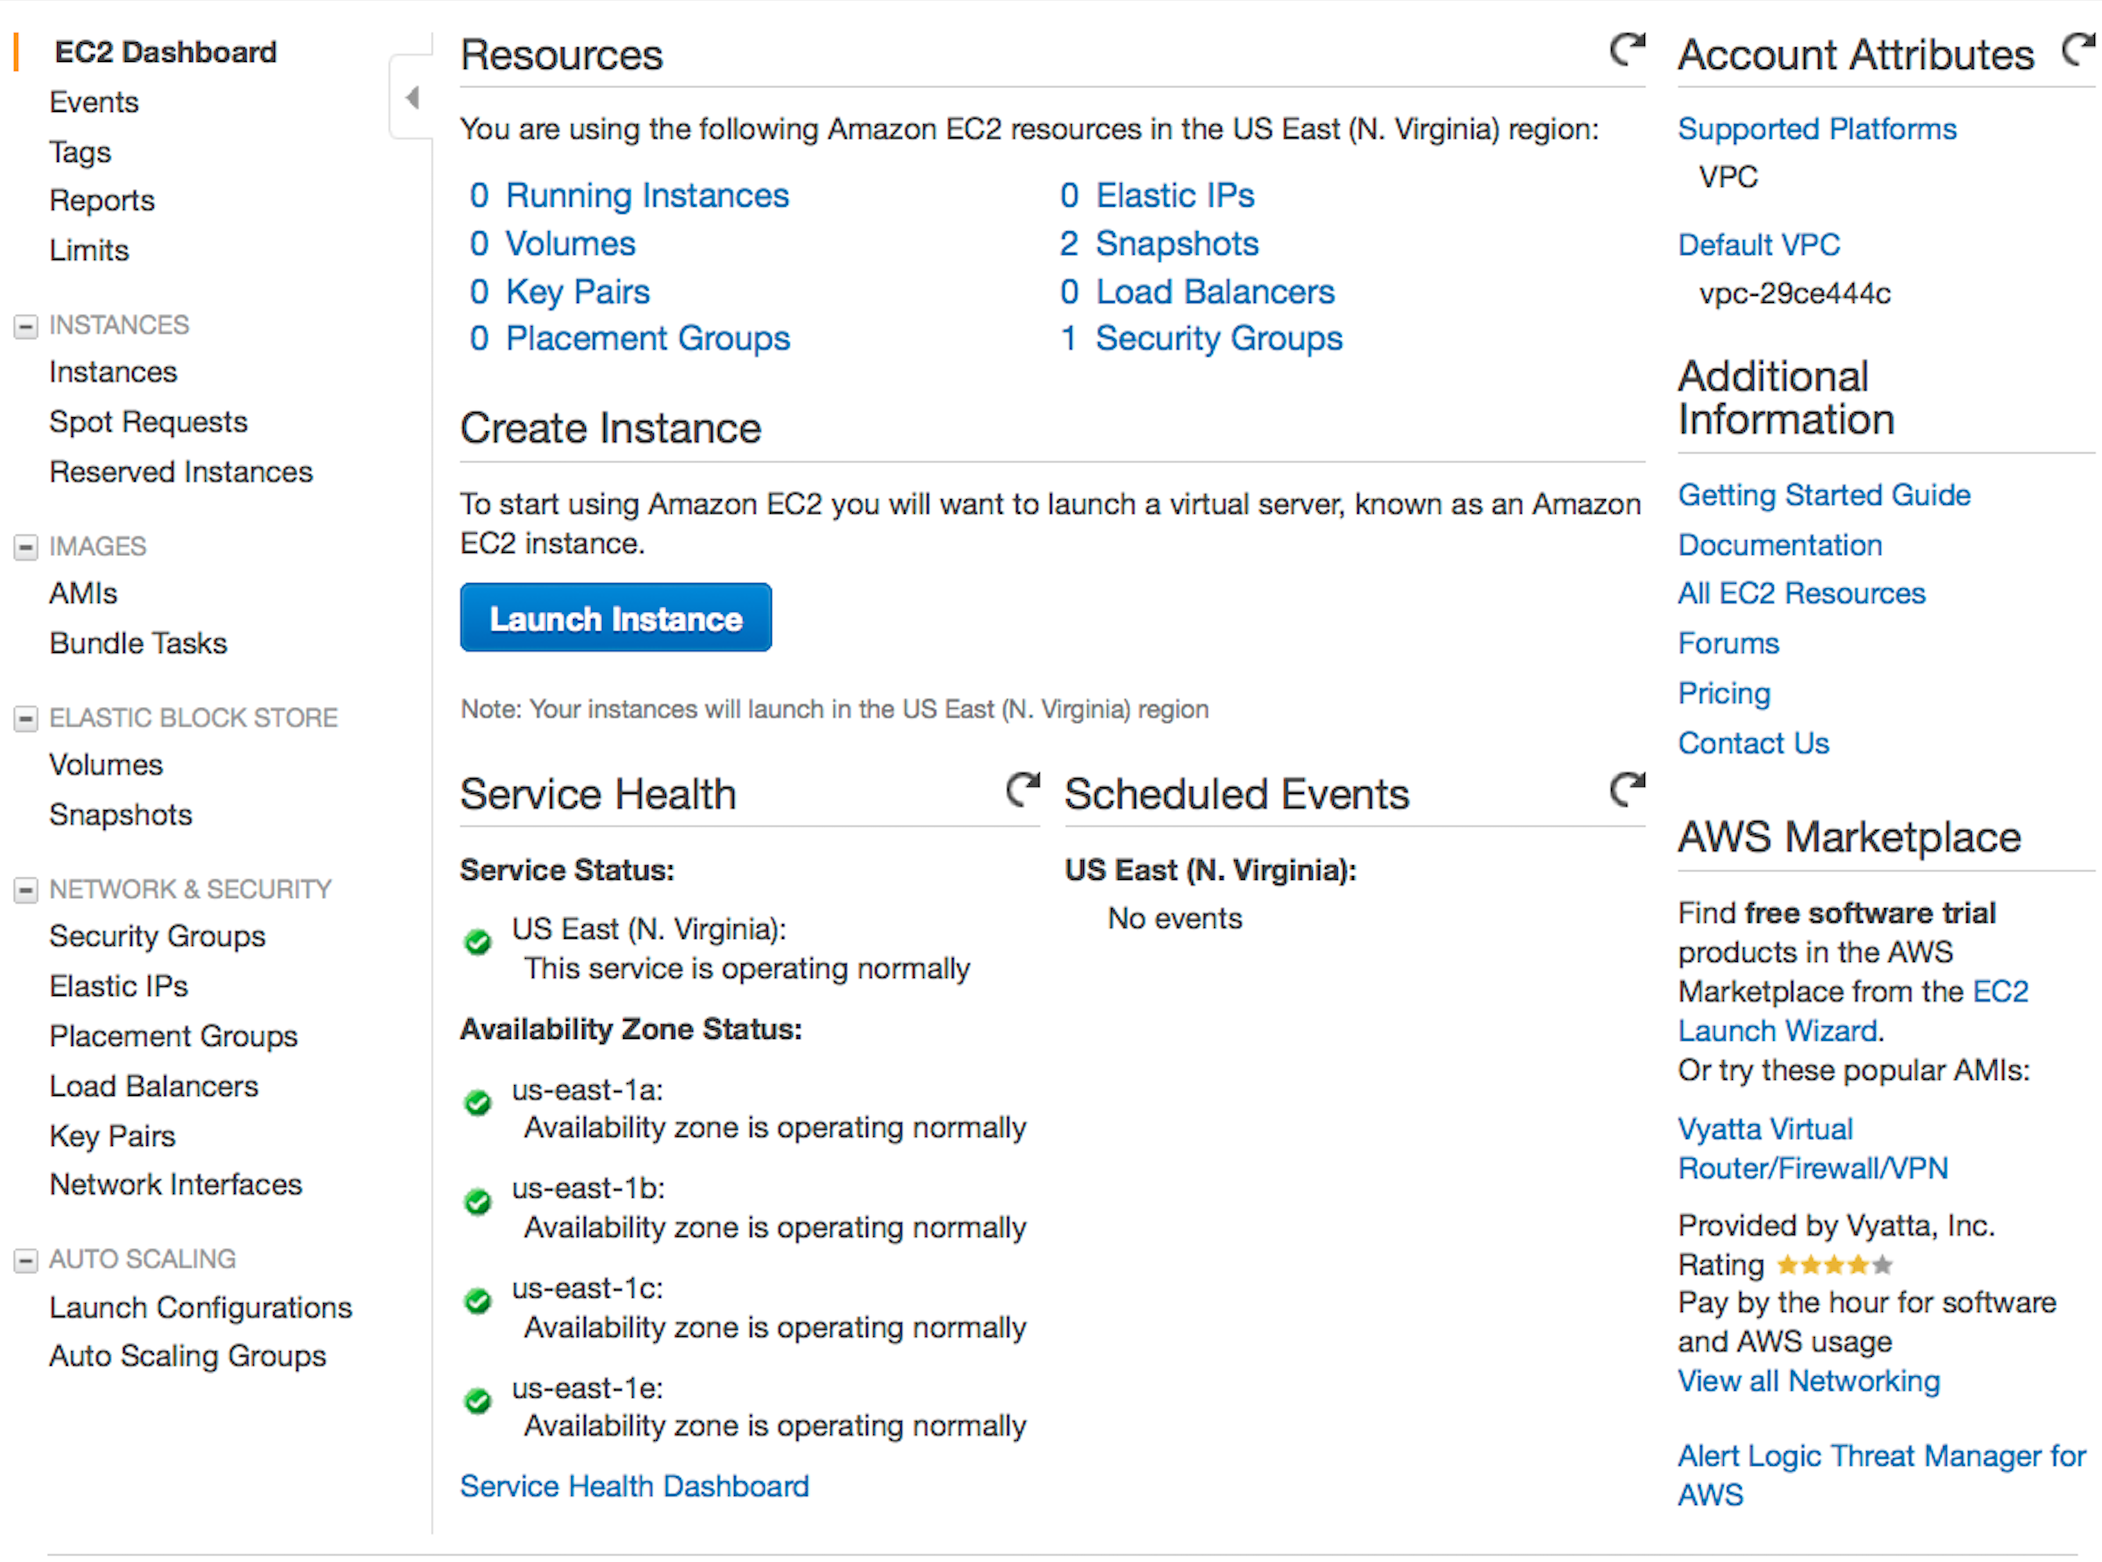 EC2 Dashboard
Events
Tags
Reports
Limits
INSTANCES
Instances
Spot Requests
Reserved Instances
IMAGES
AMIs
Bundle Tasks
ELASTIC BLOCK STORE
Volumes
Snapshots
NETWORK & SECURITY
Security Groups
Elastic IPs
Placement Groups
Load Balancers
Key Pairs
Network Interfaces
AUTO SCALING
Launch Configurations
Auto Scaling Groups
Resources
You are using the following Amazon EC2 resources in the US East (N. Virginia) region:
0 Running Instances
0 Elastic IPs
0 Volumes
2 Snapshots
0 Key Pairs
0 Load Balancers
0 Placement Groups
1 Security Groups
Create Instance
To start using Amazon EC2 you will want to launch a virtual server, known as an Amazon
EC2 instance.
Launch Instance
Note: Your instances will launch in the US East (N. Virginia) region
Service Health
Service Status:
US East (N. Virginia):
This service is operating normally
Availability Zone Status:
us-east-1a:
Availability zone is operating normally
us-east-1b:
Availability zone is operating normally
us-east-1c:
Availability zone is operating normally
us-east-1e:
Availability zone is operating normally
Service Health Dashboard
Scheduled Events
US East (N. Virginia):
No events
Account Attributes
Supported Platforms
VPC
Default VPC
vpc-29ce444c
Additional
Information
Getting Started Guide
Documentation
All EC2 Resources
Forums
Pricing
Contact Us
AWS Marketplace
Find free software trial
products in the AWS
Marketplace from the EC2
Launch Wizard.
Or try these popular AMIs:
Vyatta Virtual
Router/Firewall/VPN
Provided by Vyatta, Inc.
Rating
Pay by the hour for software
and AWS usage
View all Networking
Alert Logic Threat Manager for
AWS